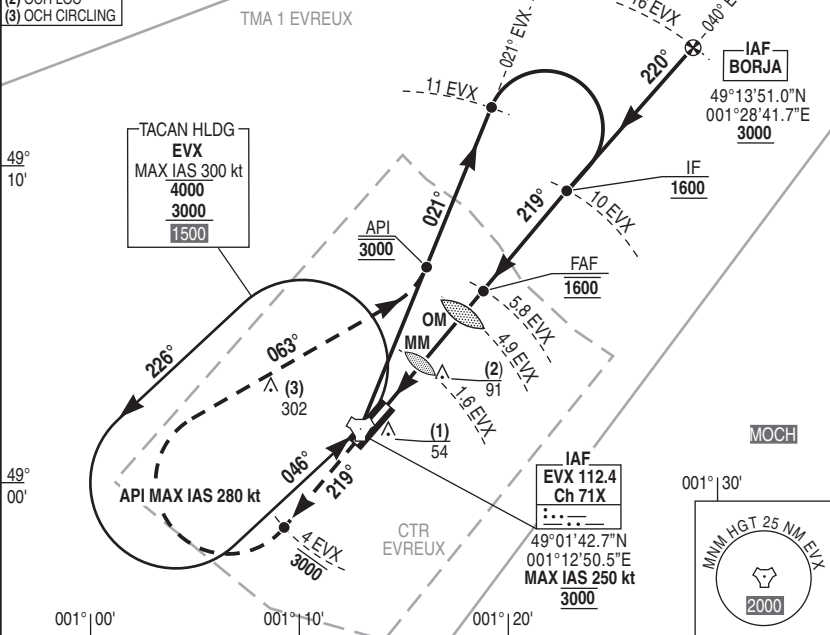 (3) OCH CIRCLING
TMA 1 EVREUX
021° EVX
16 EVX
040° E
11 EVX
220°
IAF
BORJA
49°13'51.0"N
001°28'41.7"E
3000
TACAN HLDG
EVX
MAX IAS 300 kt
4000
3000
1500
49°
10'
021°
219°
IF
1600
10 EVX
API
3000
FAF
1600
OM
5.8 EVX
4.9 EVX
MM
(2)
91
1.6 EVX
226°
063°
(3)
302
(1)
54
MOCH
046°
219°
49°
00'
API MAX IAS 280 kt
4 EVX
3000
CTR
EVREUX
IAF
EVX 112.4
Ch 71X
49°01'42.7"N
001°12'50.5"E
MAX IAS 250 kt
3000
001° 30'
MNM HGT 25 NM EVX
2000
001° 00'
001° 10'
001° 20'